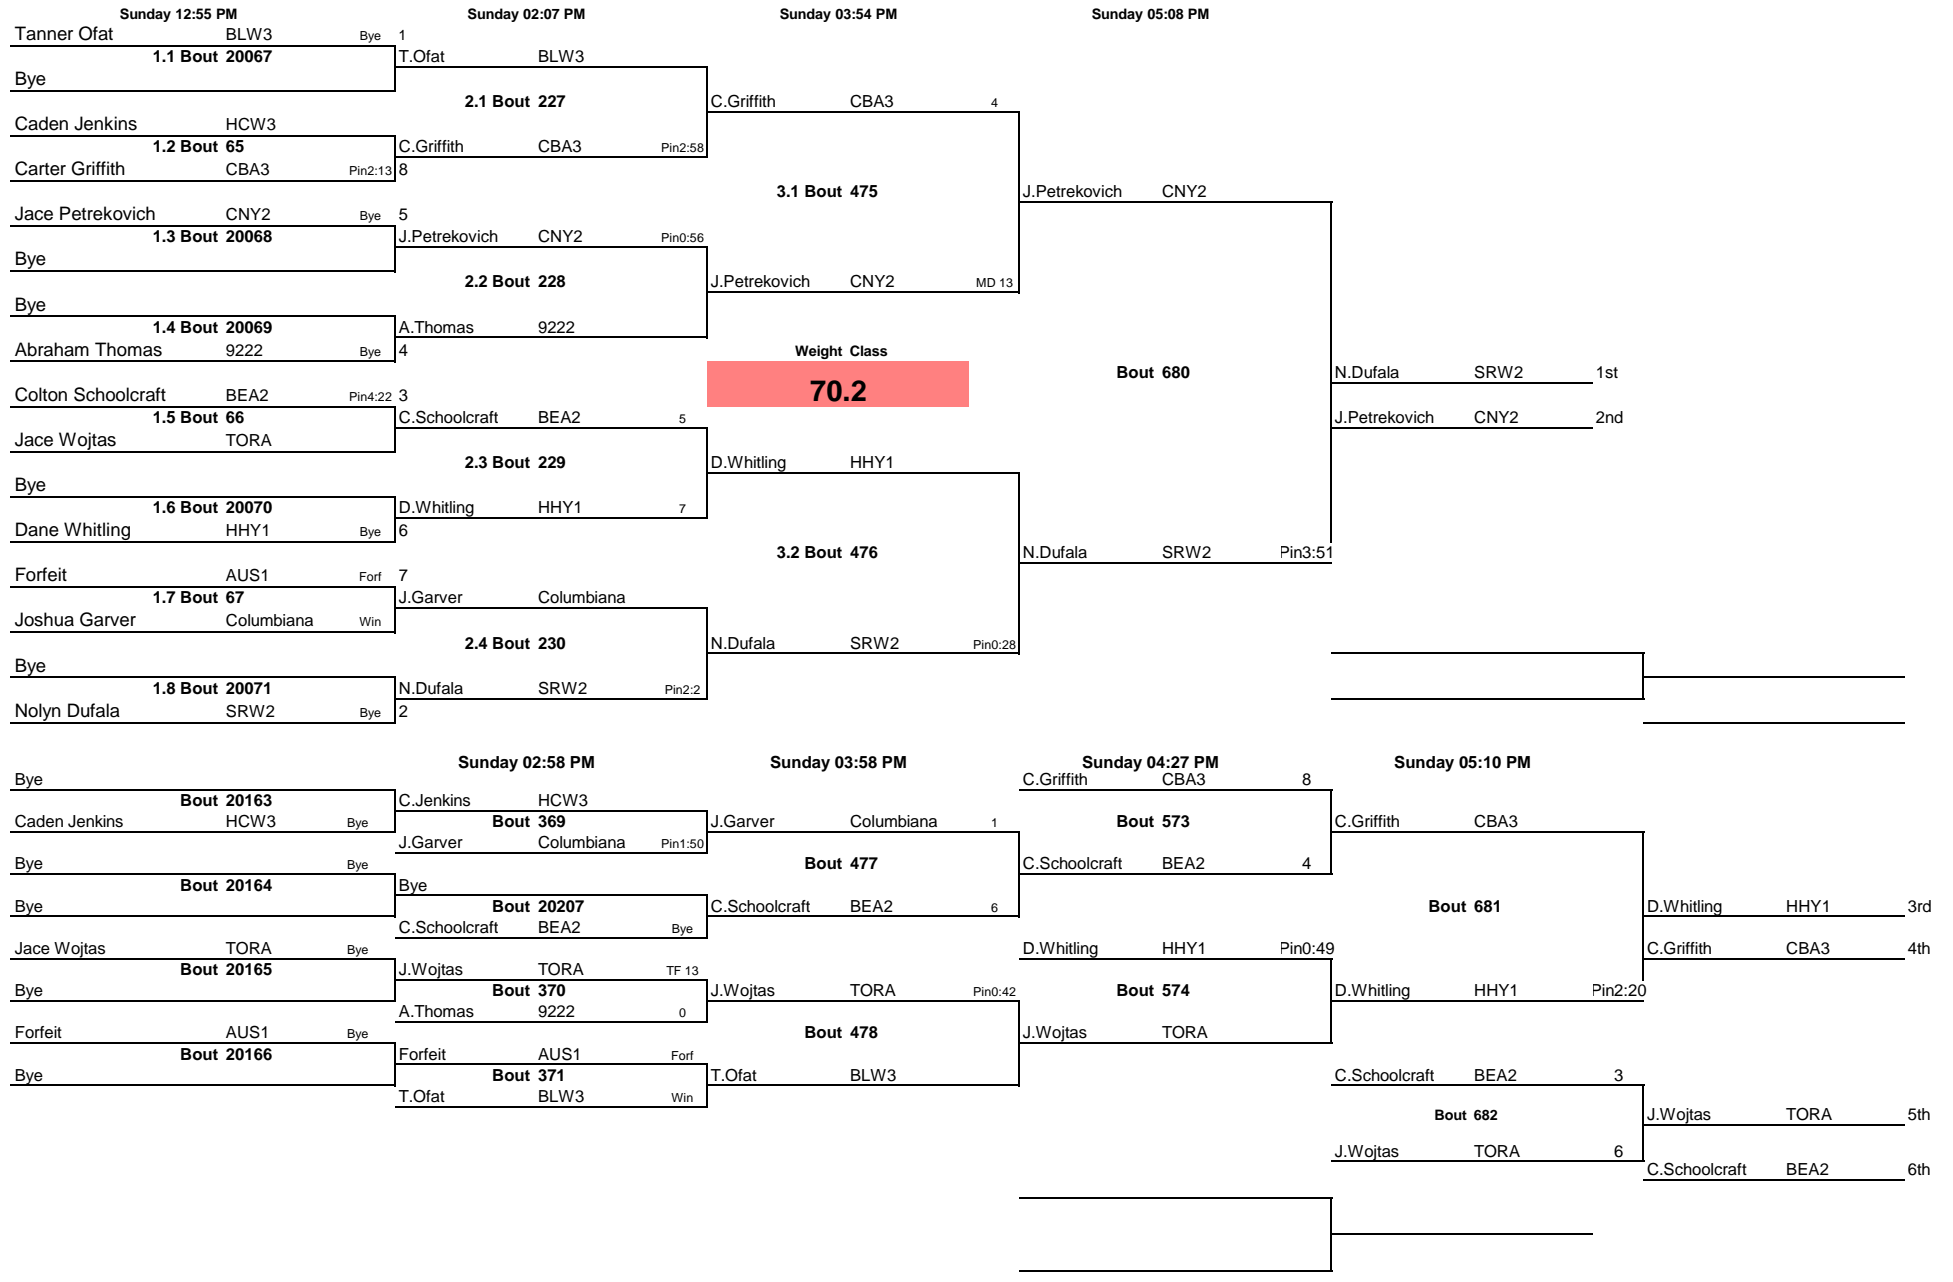 Sunday 12:55 PM Sunday 02:07 PM Sunday 03:54 PM Sunday 05:08 PM
Tanner Ofat BLW3 Bye 1
1.1 Bout 20067 T.Ofat BLW3
Bye
2.1 Bout 227 C.Griffith CBA3 4
Caden Jenkins HCW3
1.2 Bout 65 C.Griffith CBA3 Pin2:58
Carter Griffith CBA3 Pin2:13 8
3.1 Bout 475 J.Petrekovich CNY2
Jace Petrekovich CNY2 Bye 5
1.3 Bout 20068 J.Petrekovich CNY2 Pin0:56
Bye
2.2 Bout 228 J.Petrekovich CNY2 MD 13
Bye
1.4 Bout 20069 A.Thomas 9222
Abraham Thomas 9222 Bye 4 Weight Class
Bout 680 N.Dufala SRW2 1st
Colton Schoolcraft BEA2 Pin4:22 3 70.2
1.5 Bout 66 C.Schoolcraft BEA2 5 J.Petrekovich CNY2 2nd
Jace Wojtas TORA
2.3 Bout 229 D.Whitling HHY1
Bye
1.6 Bout 20070 D.Whitling HHY1 7
Dane Whitling HHY1 Bye 6
3.2 Bout 476 N.Dufala SRW2 Pin3:51
Forfeit AUS1 Forf 7
1.7 Bout 67 J.Garver Columbiana
Joshua Garver Columbiana Win
2.4 Bout 230 N.Dufala SRW2 Pin0:28
Bye
1.8 Bout 20071 N.Dufala SRW2 Pin2:2
Nolyn Dufala SRW2 Bye 2
Sunday 02:58 PM Sunday 03:58 PM Sunday 04:27 PM Sunday 05:10 PM
Bye C.Griffith CBA3 8
Bout 20163 C.Jenkins HCW3
Caden Jenkins HCW3 Bye Bout 369 J.Garver Columbiana 1 Bout 573 C.Griffith CBA3
J.Garver Columbiana Pin1:50
Bye Bye Bout 477 C.Schoolcraft BEA2 4
Bout 20164 Bye
Bye Bout 20207 C.Schoolcraft BEA2 6 Bout 681 D.Whitling HHY1 3rd
C.Schoolcraft BEA2 Bye
Jace Wojtas TORA Bye D.Whitling HHY1 Pin0:49 C.Griffith CBA3 4th
Bout 20165 J.Wojtas TORA TF 13
Bye Bout 370 J.Wojtas TORA Pin0:42 Bout 574 D.Whitling HHY1 Pin2:20
A.Thomas 9222 0
Forfeit AUS1 Bye Bout 478 J.Wojtas TORA
Bout 20166 Forfeit AUS1 Forf
Bye Bout 371 T.Ofat BLW3 C.Schoolcraft BEA2 3
T.Ofat BLW3 Win
Bout 682 J.Wojtas TORA 5th
J.Wojtas TORA 6
C.Schoolcraft BEA2 6th